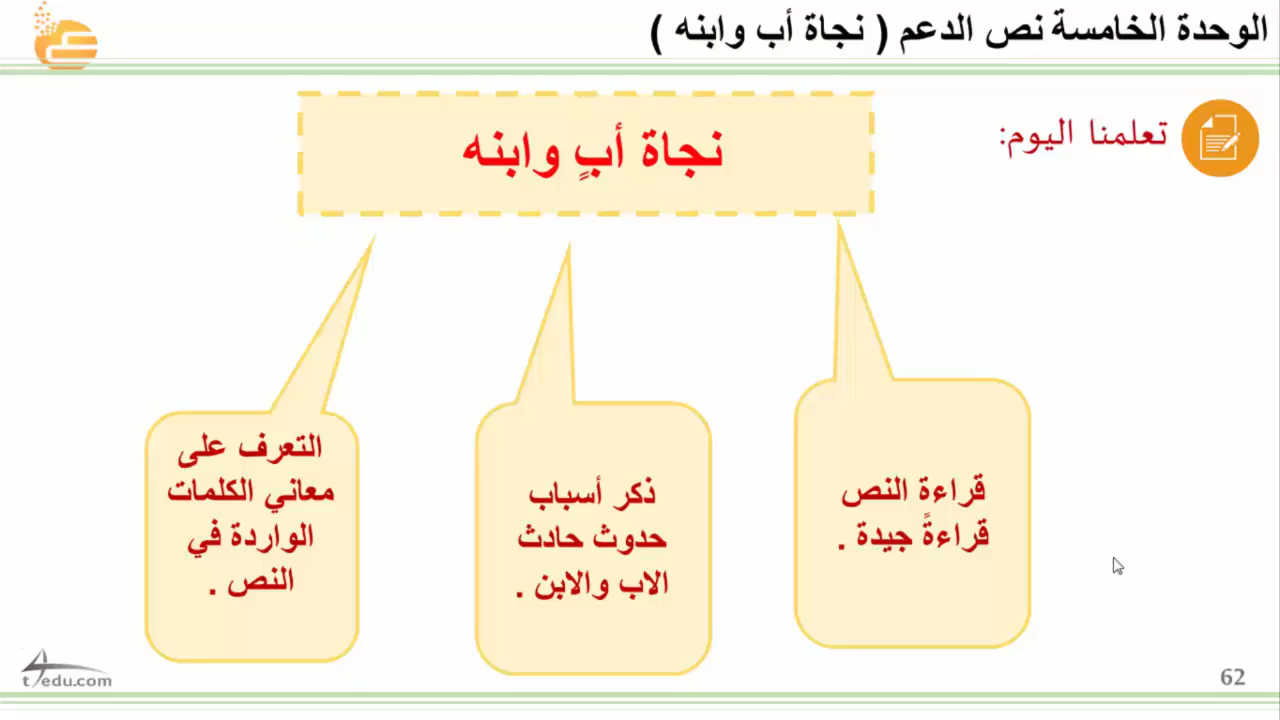 الوحدة الخامسة نص الدعم ( نجاة أب وابنه )
تعلمنا اليوم:
نجاة أبٍ وابنه
قراءة النص
قراءةً جيدة .
ذكر أسباب
حدوث حادث
الاب والابن .
التعرف على
معاني الكلمات
الواردة في
النص .
t4edu.com
62